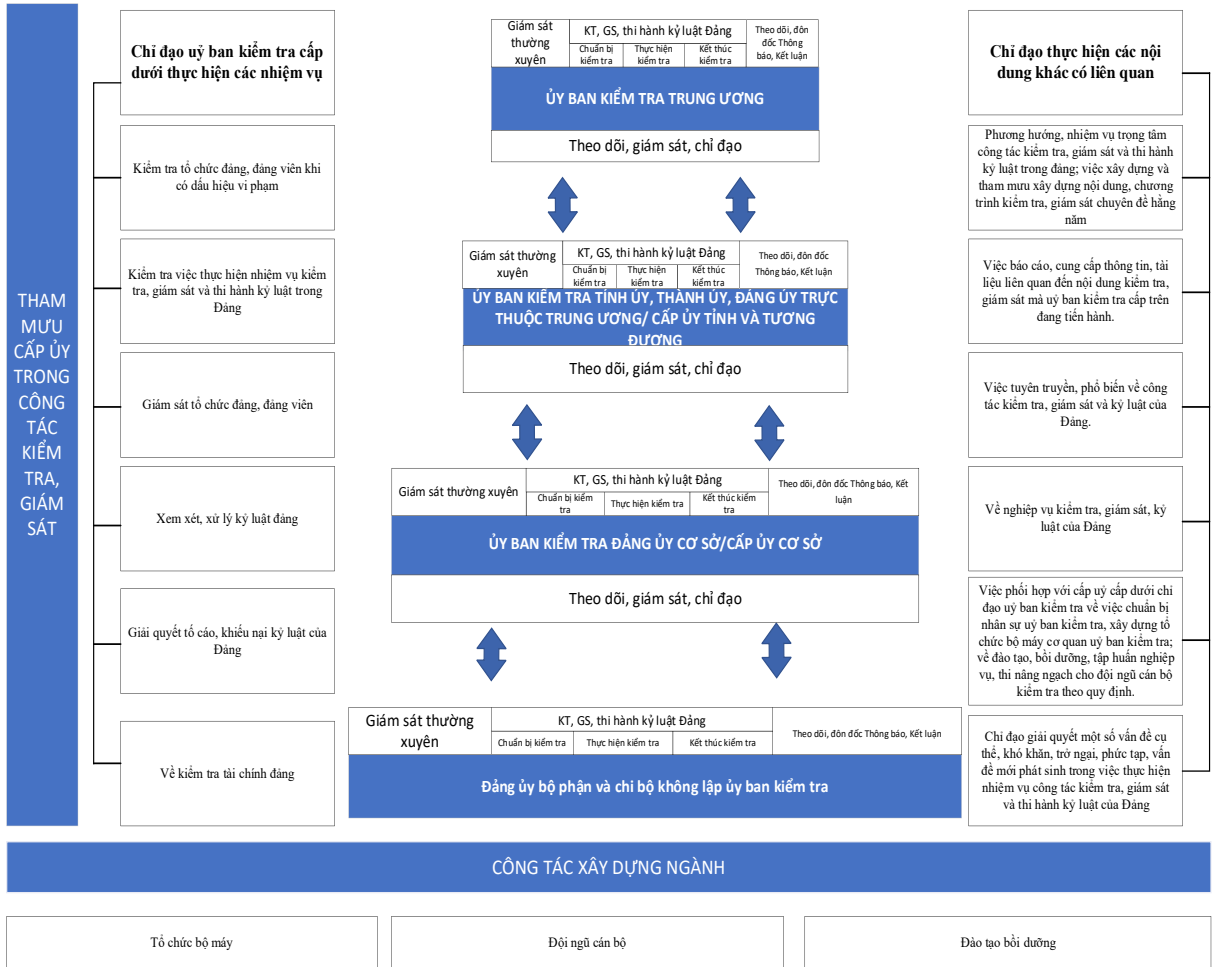 THAM
MƯU
CẤP ỦY
TRONG
CÔNG
TÁC
KIỂM
TRA,
GIÁM
SÁT
Chỉ đạo uỷ ban kiểm tra cấp
dưới thực hiện các nhiệm vụ
Kiểm tra tổ chức đảng, đảng viên khi
có dấu hiệu vi phạm
Kiểm tra việc thực hiện nhiệm vụ kiểm
tra, giám sát và thi hành kỷ luật trong
Đảng
Giám sát tổ chức đảng, đảng viên
Xem xét, xử lý kỷ luật đảng
Giải quyết tố cáo, khiếu nại kỷ luật của
Đảng
Về kiểm tra tài chính đảng
Giám sát
thường
xuyên
KT, GS, thi hành kỷ luật Đảng
Chuẩn bị
kiểm tra
Thực hiện
kiểm tra
Kết thúc
kiểm tra
Theo dõi, đôn
đốc Thông
báo, Kết luận
ỦY BAN KIỂM TRA TRUNG ƯƠNG
Theo dõi, giám sát, chỉ đạo
Giám sát thường
xuyên
KT, GS, thi hành kỷ luật Đảng
Chuẩn bị
kiểm tra
Thực hiện
kiểm tra
Kết thúc
kiểm tra
Theo dõi, đôn đốc
Thông báo, Kết luận
ỦY BAN KIỂM TRA TỈNH ỦY, THÀNH ỦY, ĐẢNG ỦY TRỰC
THUỘC TRUNG ƯƠNG/ CẤP ỦY TỈNH VÀ TƯƠNG
ĐƯƠNG
Theo dõi, giám sát, chỉ đạo
Giám sát thường xuyên
KT, GS, thi hành kỷ luật Đảng
Chuẩn bị kiểm
tra
Thực hiện kiểm tra
Kết thúc kiểm
tra
Theo dõi, đôn đốc Thông báo, Kết
luận
ỦY BAN KIỂM TRA ĐẢNG ỦY CƠ SỞ/CẤP ỦY CƠ SỞ
Theo dõi, giám sát, chỉ đạo
Giám sát thường
xuyên
KT, GS, thi hành kỷ luật Đảng
Chuẩn bị kiểm tra
Thực hiện kiểm tra
Kết thúc kiểm tra
Theo dõi, đôn đốc Thông báo, Kết luận
Đảng ủy bộ phận và chi bộ không lập ủy ban kiểm tra
Chỉ đạo thực hiện các nội
dung khác có liên quan
Phương hướng, nhiệm vụ trọng tâm
công tác kiểm tra, giám sát và thi hành
kỷ luật trong đảng; việc xây dựng và
tham mưu xây dựng nội dung, chương
trình kiểm tra, giám sát chuyên đề hằng
năm
Việc báo cáo, cung cấp thông tin, tài
liệu liên quan đến nội dung kiểm tra,
giám sát mà uỷ ban kiểm tra cấp trên
đang tiến hành.
Việc tuyên truyền, phổ biến về công
tác kiểm tra, giám sát và kỷ luật của
Đảng.
Về nghiệp vụ kiểm tra, giám sát, kỷ
luật của Đảng
Việc phối hợp với cấp uỷ cấp dưới chỉ
đạo uỷ ban kiểm tra về việc chuẩn bị
nhân sự uỷ ban kiểm tra, xây dựng tổ
chức bộ máy cơ quan uỷ ban kiểm tra;
về đào tạo, bồi dưỡng, tập huấn nghiệp
vụ, thi nâng ngạch cho đội ngũ cán bộ
kiểm tra theo quy định.
Chỉ đạo giải quyết một số vấn đề cụ
thể, khó khăn, trở ngại, phức tạp, vấn
đề mới phát sinh trong việc thực hiện
nhiệm vụ công tác kiểm tra, giám sát
và thi hành kỷ luật của Đảng
CÔNG TÁC XÂY DỰNG NGÀNH
Tổ chức bộ máy
Đội ngũ cán bộ
Đào tạo bồi dưỡng